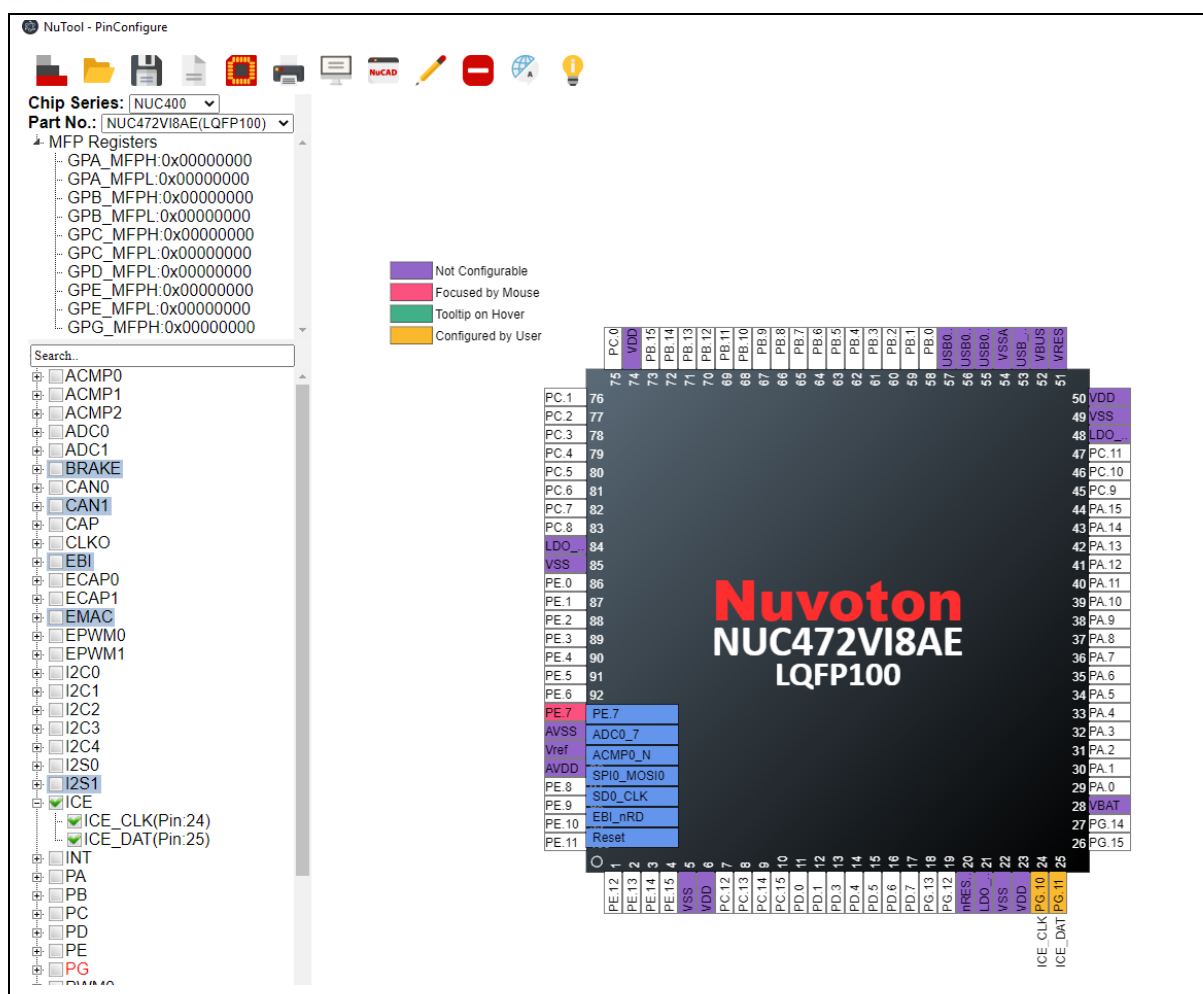 NuTool - PinConfigure
NuCAD
A
Chip Series: NUC400
Part No.: NUC472VI8AE(LQFP100)
MFP Registers
GPA_MFPH:0x00000000
GPA_MFPL:0x00000000
GPB_MFPH:0x00000000
GPB_MFPL:0x00000000
GPC_MFPH:0x00000000
GPC_MFPL:0x00000000
GPD_MFPL:0x00000000
GPE_MFPH:0x00000000
GPE_MFPL:0x00000000
GPG_MFPH:0x00000000
Search..
ACMP0
ACMP1
ACMP2
ADC0
ADC1
BRAKE
CAN0
CAN1
CAP
CLKO
EBI
ECAP0
ECAP1
EMAC
EPWM0
EPWM1
I2C0
I2C1
I2C2
I2C3
I2C4
I2S0
I2S1
ICE
ICE_CLK(Pin:24)
ICE_DAT(Pin:25)
INT
PA
PB
PC
PD
PE
PG
PWM0
Not Configurable
Focused by Mouse
Tooltip on Hover
Configured by User
PC.0 75
VDD 74
PB.15 73
PB.14 72
PB.13 71
PB.12 70
PB.11 69
PB.10 68
PB.9 67
PB.8 66
PB.7 65
PB.6 64
PB.5 63
PB.4 62
PB.3 61
PB.2 60
PB.1 59
PB.0 58
USB0.. 57
USB0.. 56
USB0.. 55
VSSA 54
USB_.. 53
VBUS 52
VRES 51
PC.1 76
PC.2 77
PC.3 78
PC.4 79
PC.5 80
PC.6 81
PC.7 82
PC.8 83
LDO_.. 84
VSS 85
PE.0 86
PE.1 87
PE.2 88
PE.3 89
PE.4 90
PE.5 91
PE.6 92
PE.7
AVSS
Vref
AVDD
PE.8
PE.9
PE.10
PE.11
PE.7
ADC0_7
ACMP0_N
SPI0_MOSI0
SD0_CLK
EBI_nRD
Reset
Nuvoton
NUC472VI8AE
LQFP100
50 VDD
49 VSS
48 LDO_..
47 PC.11
46 PC.10
45 PC.9
44 PA.15
43 PA.14
42 PA.13
41 PA.12
40 PA.11
39 PA.10
38 PA.9
37 PA.8
36 PA.7
35 PA.6
34 PA.5
33 PA.4
32 PA.3
31 PA.2
30 PA.1
29 PA.0
28 VBAT
27 PG.14
26 PG.15
1 PE.12
2 PE.13
3 PE.14
4 PE.15
5 VSS
6 VDD
7 PC.12
8 PC.13
9 PC.14
10 PC.15
11 PD.0
12 PD.1
13 PD.3
14 PD.4
15 PD.5
16 PD.6
17 PD.7
18 PG.13
19 PG.12
20 nRES..
21 LDO_..
22 VSS
23 VDD
24 PG.10 ICE_CLK
25 PG.11 ICE_DAT